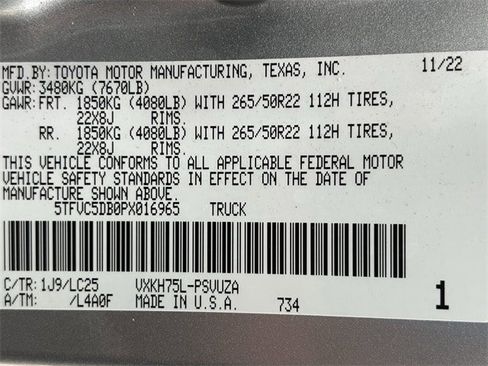 MFD.BY:TOYOTA MOTOR MANUFACTURING, TEXAS, INC. 11/22
GVWR: 3480KG (7670LB)
GAWR:FRT. 1850KG (4080LB) WITH 265/50R22 112H TIRES,
22X8J RIMS.
RR. 1850KG (4080LB) WITH 265/50R22 112H TIRES,
22X8J RIMS.
THIS VEHICLE CONFORMS TO ALL APPLICABLE FEDERAL MOTOR
VEHICLE SAFETY STANDARDS IN EFFECT ON THE DATE OF
MANUFACTURE SHOWN ABOVE.
5TFVC5DB0PX016965 TRUCK
C/TR:1J9/LC25 VXKH75L-PSVUZA 1
A/TM: /L4A0F MADE IN U.S.A. 734